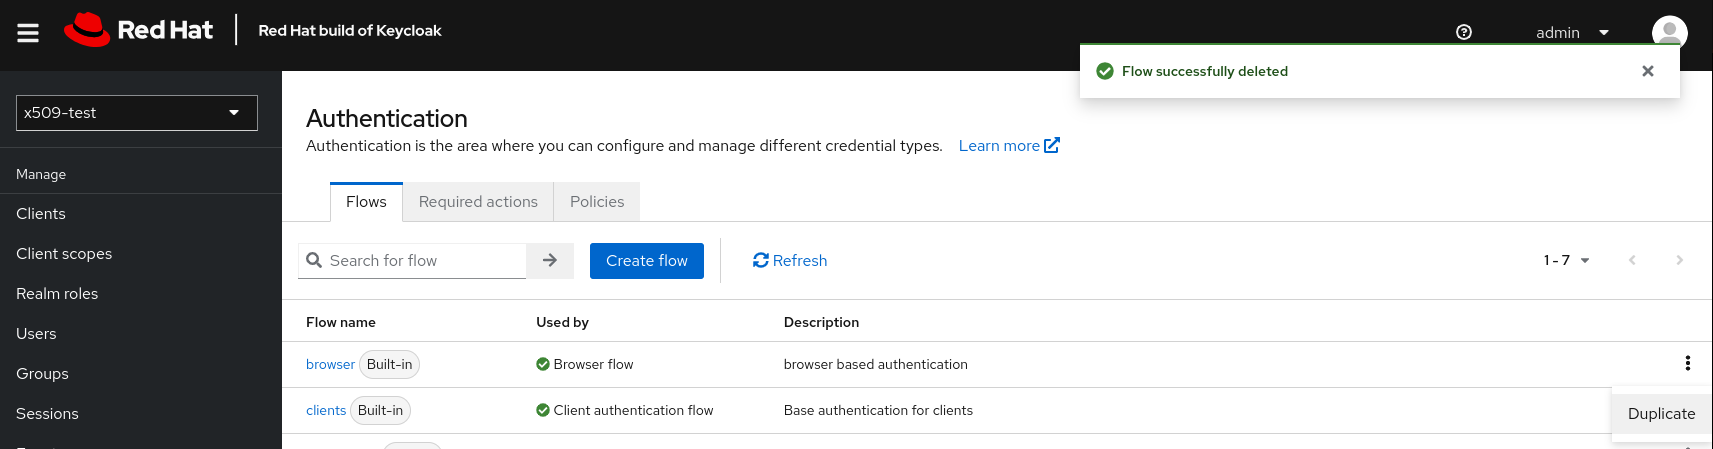 Red Hat
Red Hat build of Keycloak
admin
Flow successfully deleted
x509-test
Manage
Clients
Client scopes
Realm roles
Users
Groups
Sessions
Authentication
Authentication is the area where you can configure and manage different credential types. Learn more
Flows Required actions Policies
Search for flow Create flow Refresh 1 - 7
Flow name Used by Description
browser Built-in Browser flow browser based authentication
clients Built-in Client authentication flow Base authentication for clients
Duplicate